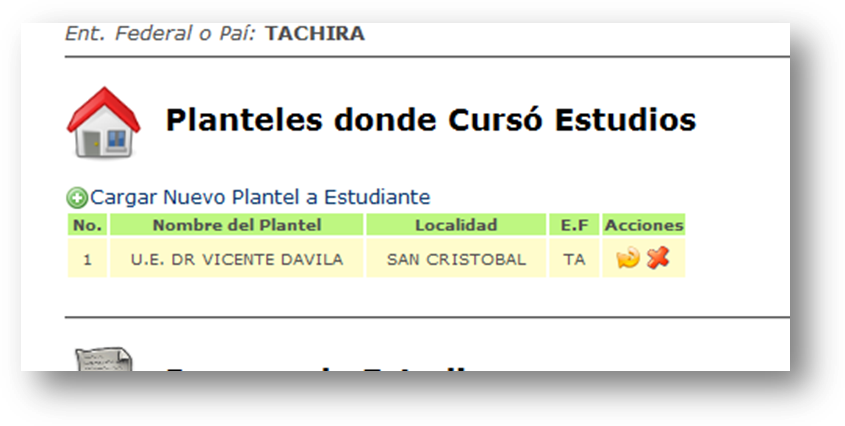 Ent. Federal o Paí: TACHIRA
Planteles donde Cursó Estudios
Cargar Nuevo Plantel a Estudiante
No. Nombre del Plantel Localidad E.F Acciones
1 U.E. DR VICENTE DAVILA SAN CRISTOBAL TA